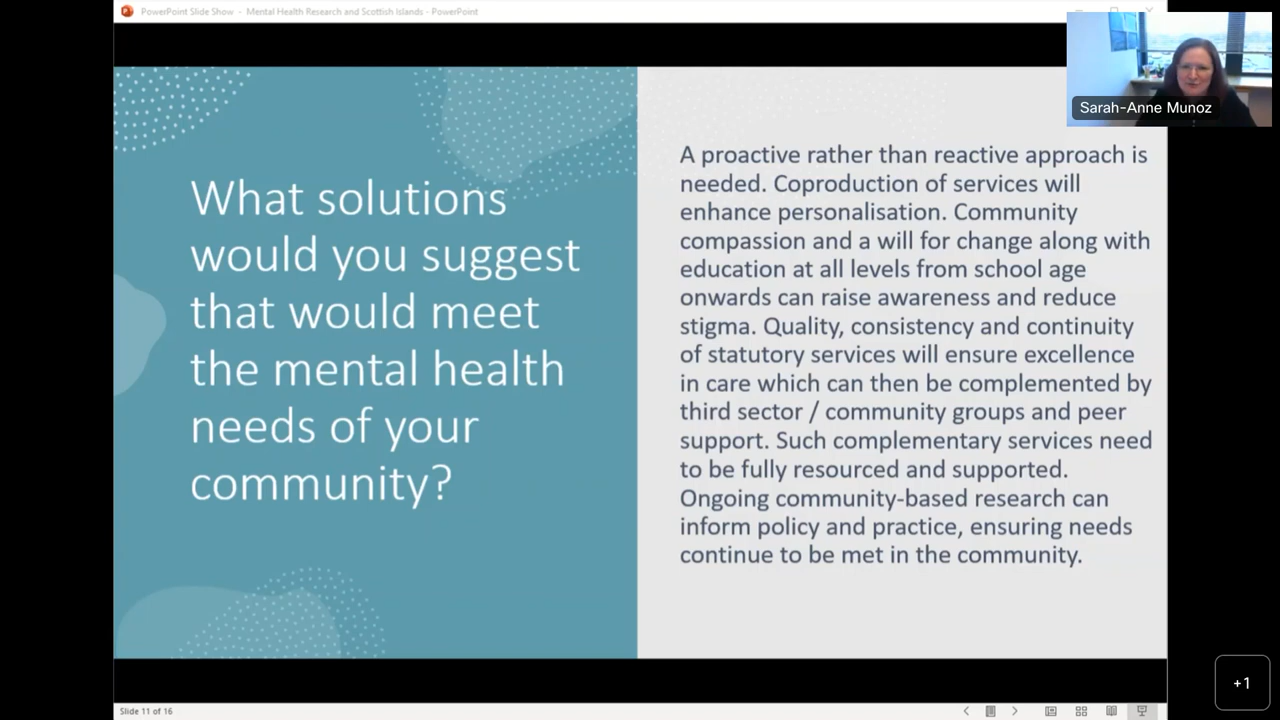 PowerPoint Slide Show - Mental Health Research and Scottish Islands - PowerPoint
Sarah-Anne Munoz
What solutions
would you suggest
that would meet
the mental health
needs of your
community?
A proactive rather than reactive approach is
needed. Coproduction of services will
enhance personalisation. Community
compassion and a will for change along with
education at all levels from school age
onwards can raise awareness and reduce
stigma. Quality, consistency and continuity
of statutory services will ensure excellence
in care which can then be complemented by
third sector / community groups and peer
support. Such complementary services need
to be fully resourced and supported.
Ongoing community-based research can
inform policy and practice, ensuring needs
continue to be met in the community.
+1
Slide 11 of 16